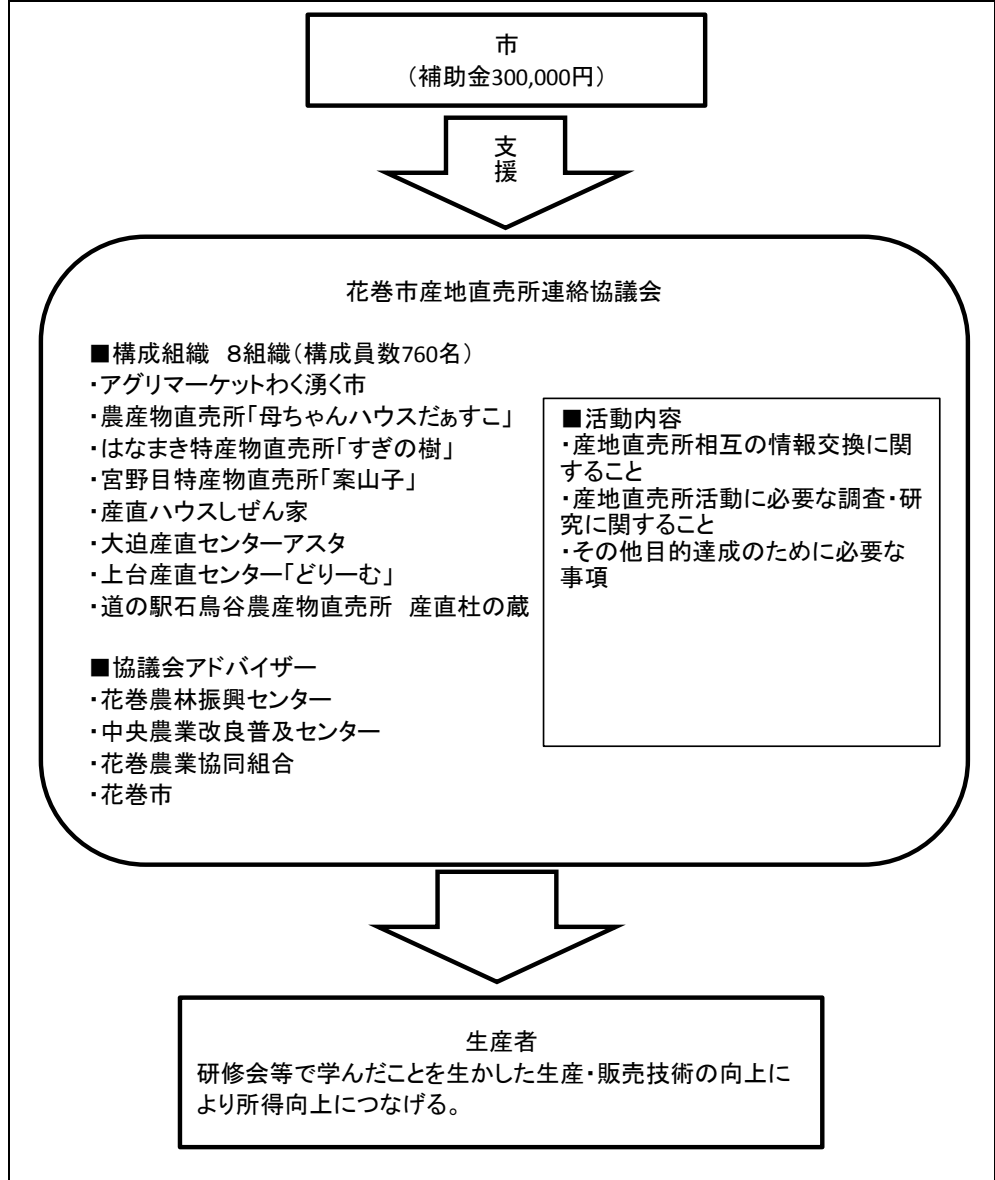 市
（補助金300,000円）
支
援
花巻市産地直売所連絡協議会
■構成組織　８組織（構成員数760名）
・アグリマーケットわく湧く市
・農産物直売所「母ちゃんハウスだぁすこ」
・はなまき特産物直売所「すぎの樹」
・宮野目特産物直売所「案山子」
・産直ハウスしぜん家
・大迫産直センターアスタ
・上台産直センター「どりーむ」
・道の駅石鳥谷農産物直売所　産直杜の蔵
■協議会アドバイザー
・花巻農林振興センター
・中央農業改良普及センター
・花巻農業協同組合
・花巻市
■活動内容
・産地直売所相互の情報交換に関
すること
・産地直売所活動に必要な調査・研
究に関すること
・その他目的達成のために必要な
事項
生産者
研修会等で学んだことを生かした生産・販売技術の向上に
より所得向上につなげる。